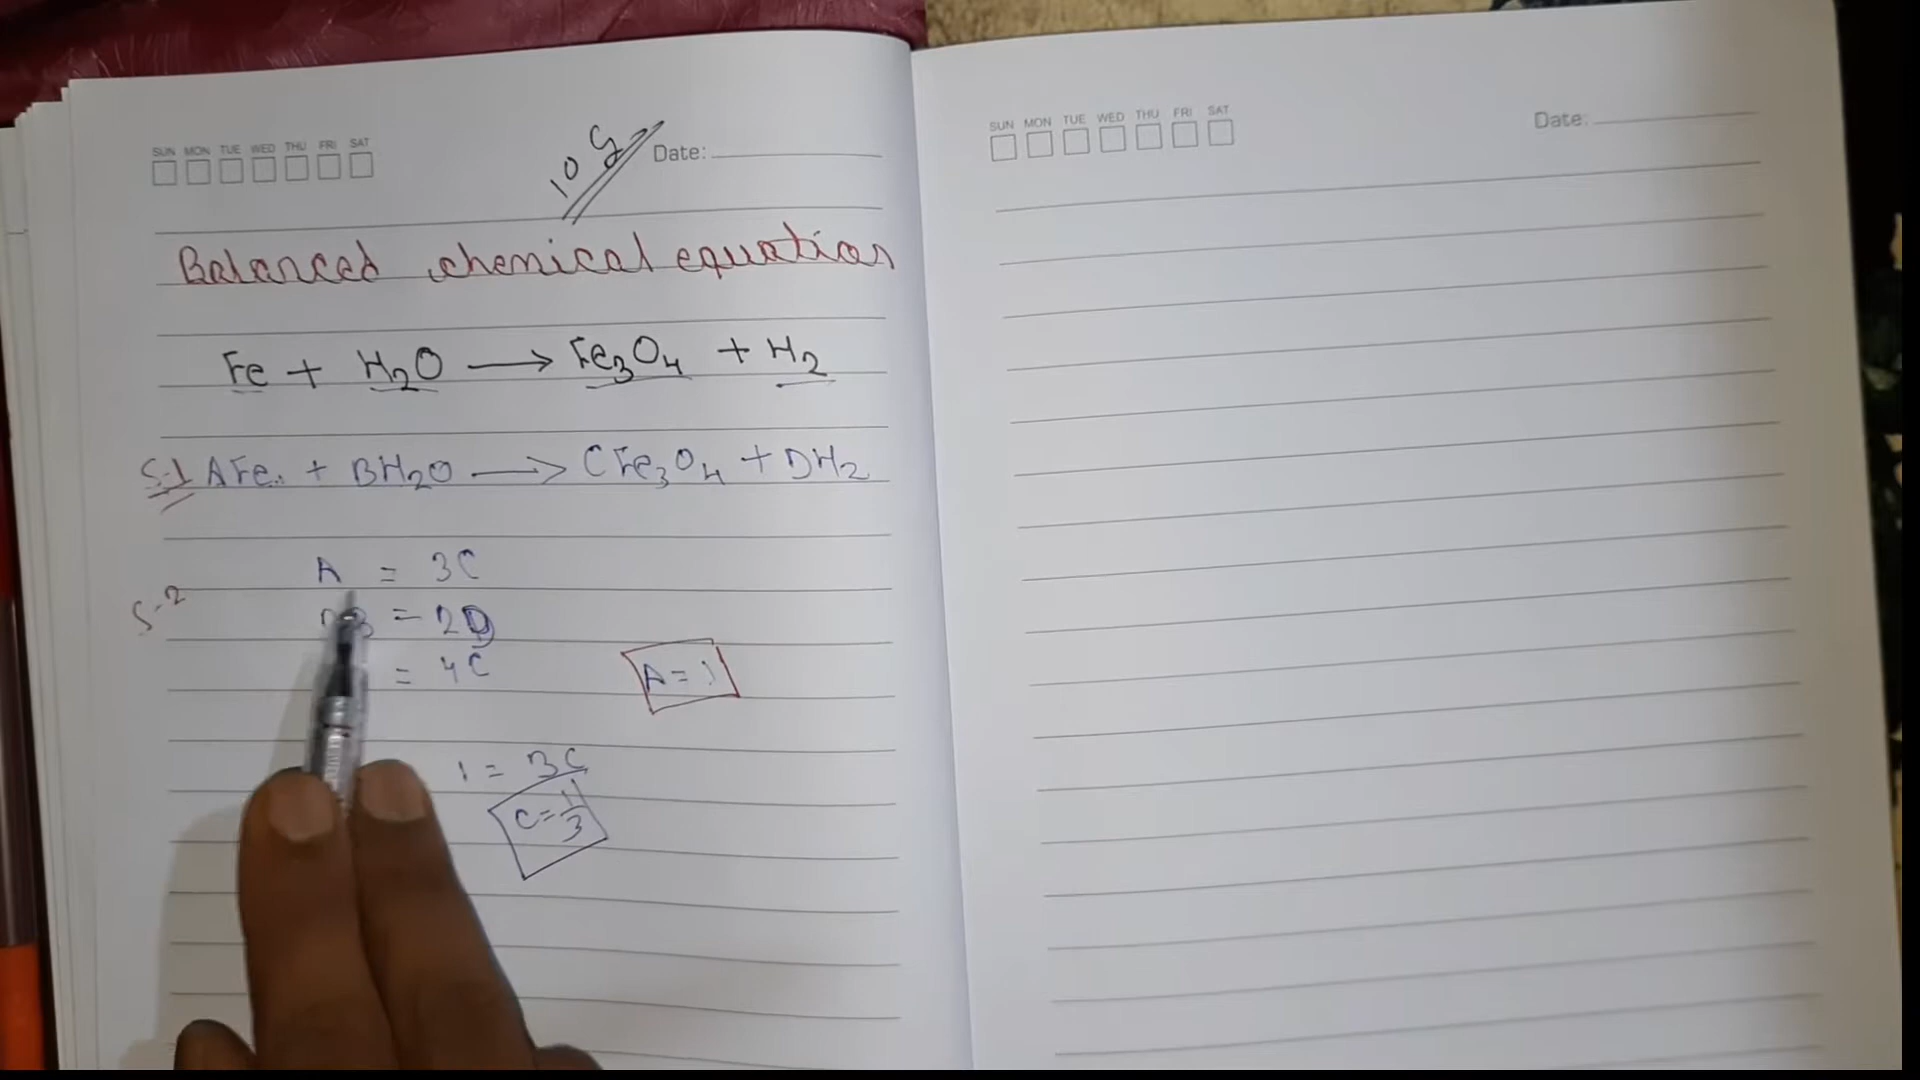 SUN MON TUE WED THU FRI SAT
10
Date:
Balanced chemical equation
Fe + H2O → Fe3O4 + H2
S-1 AFe + BH2O → CFe3O4 + DH2
A = 3C
S-2
= 2D
= 4C
A = 1
1 = 3C
C = 1/3
SUN MON TUE WED THU FRI SAT
Date: